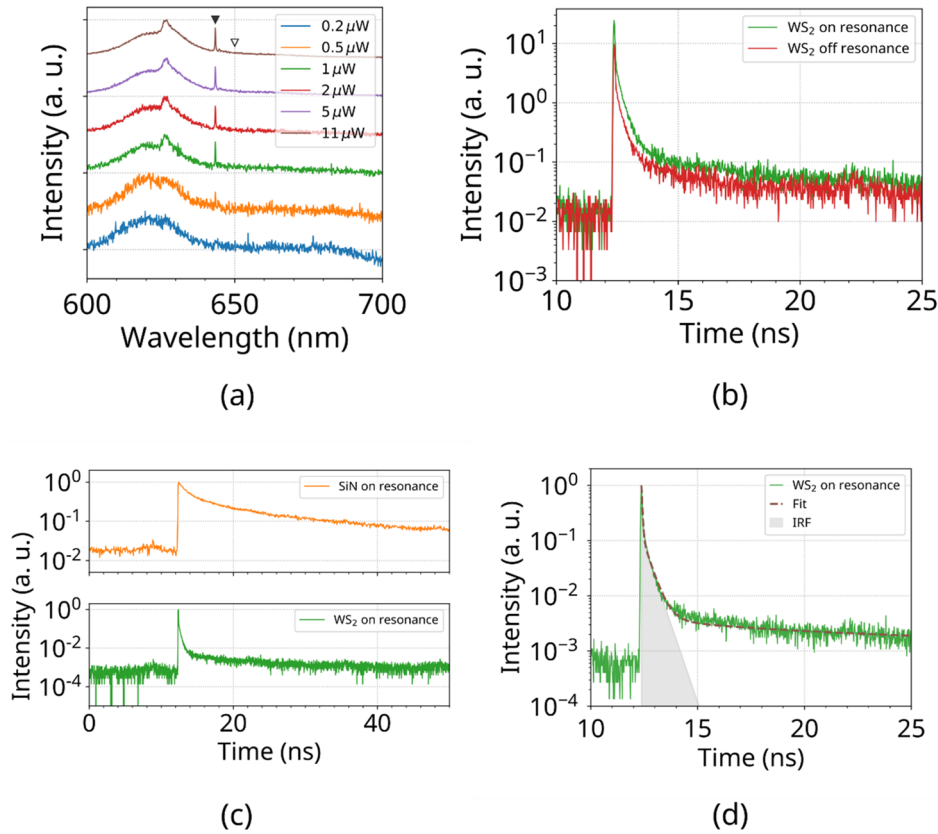 Intensity (a. u.)
0.2 μW
0.5 μW
1 μW
2 μW
5 μW
11 μW
600
650
700
Wavelength (nm)
(a)
Intensity (a. u.)
10¹
10⁰
10⁻¹
10⁻²
10⁻³
WS₂ on resonance
WS₂ off resonance
10
15
20
25
Time (ns)
(b)
Intensity (a. u.)
10⁰
10⁻¹
10⁻²
SiN on resonance
10⁰
10⁻²
10⁻⁴
WS₂ on resonance
0
20
40
Time (ns)
(c)
Intensity (a. u.)
10⁰
10⁻¹
10⁻²
10⁻³
10⁻⁴
WS₂ on resonance
Fit
IRF
10
15
20
25
Time (ns)
(d)